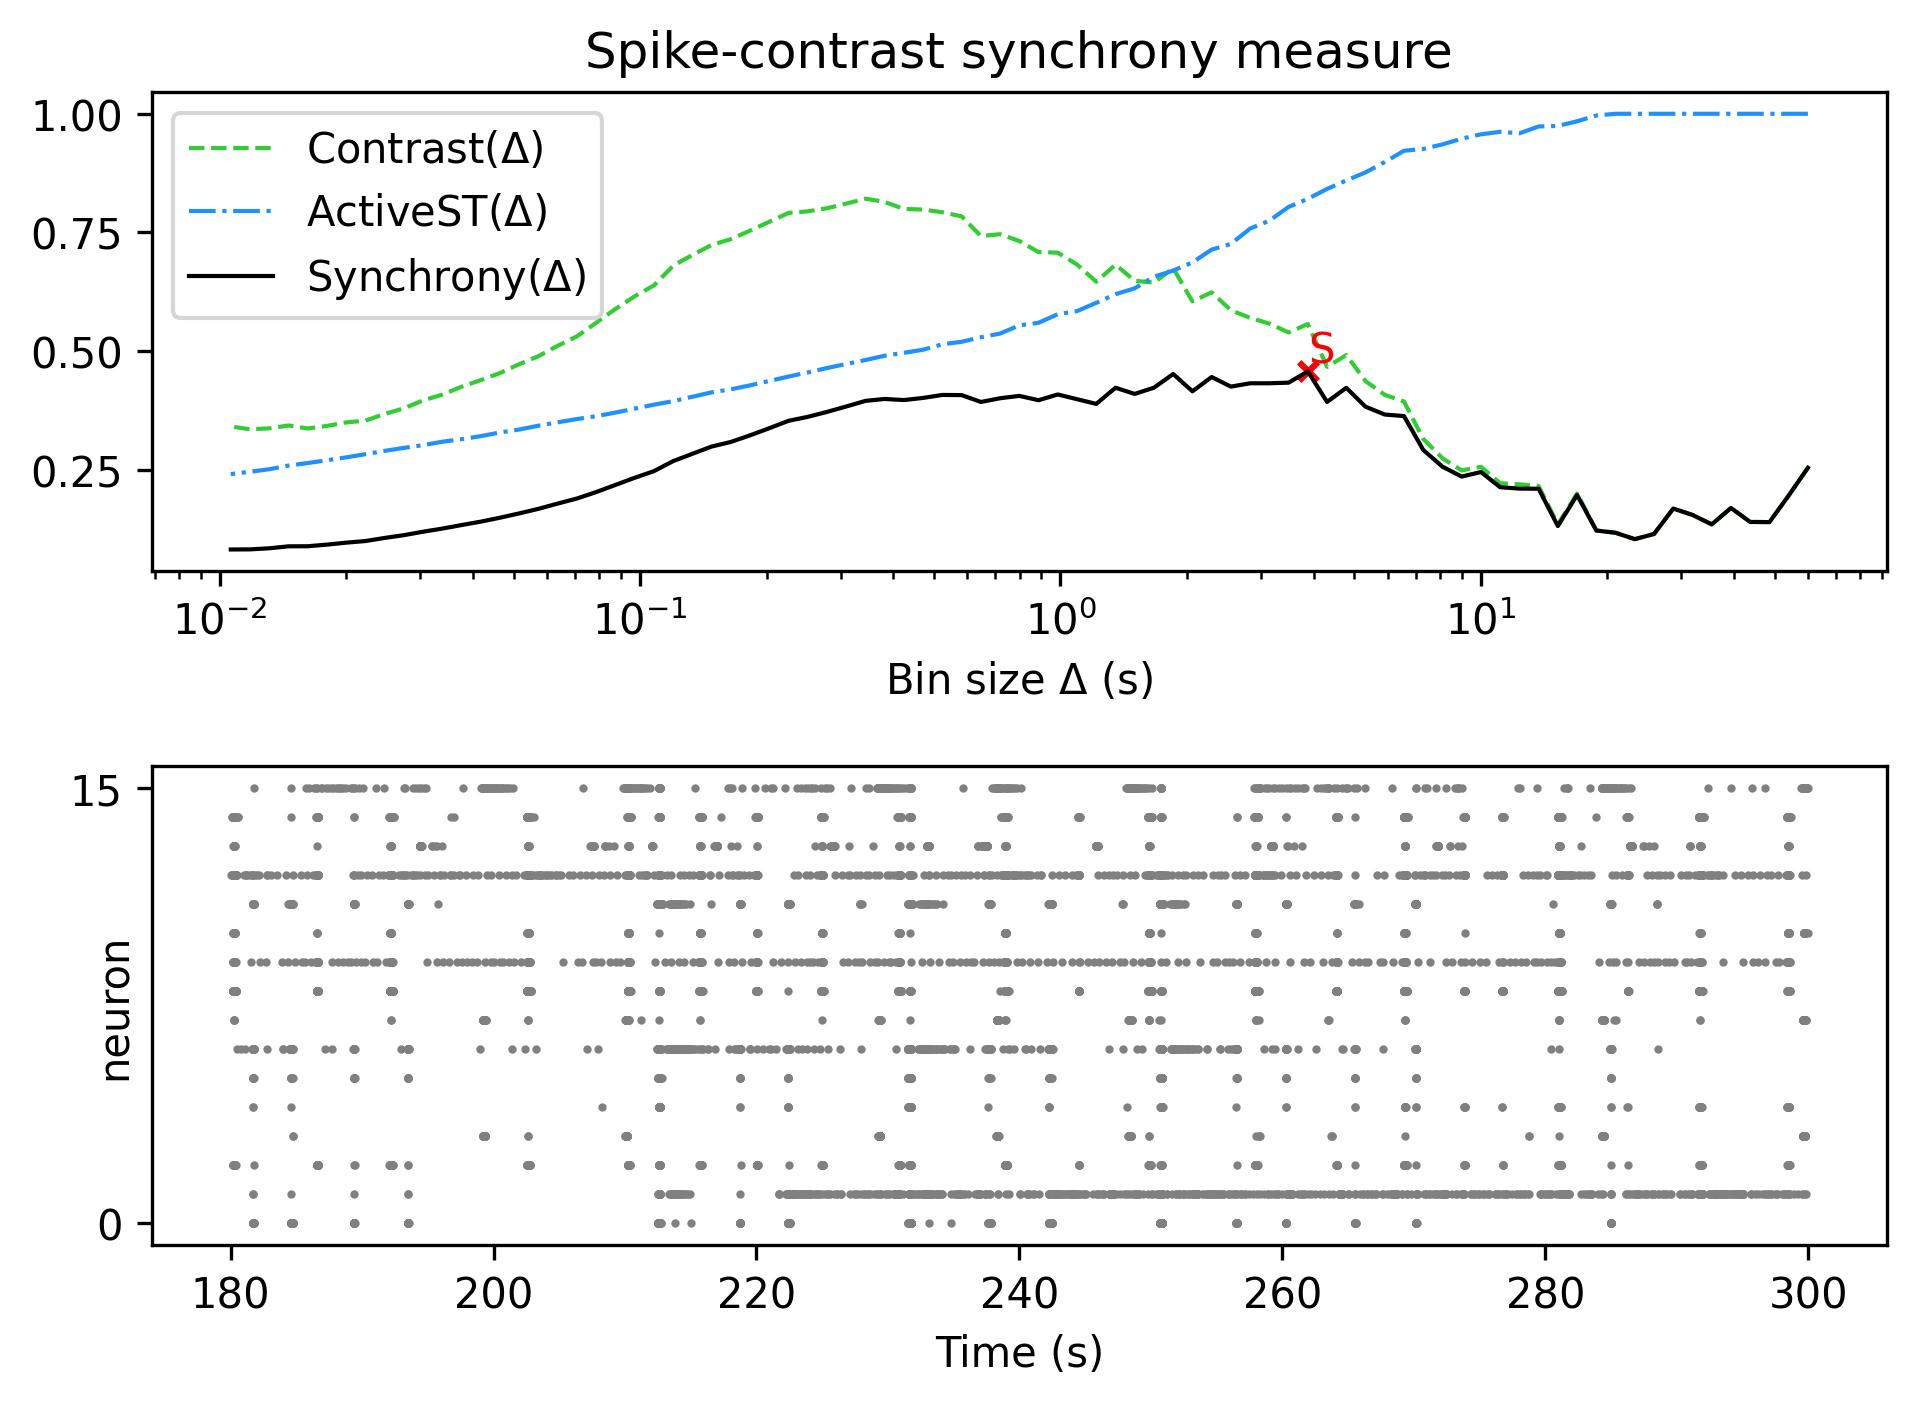 Spike-contrast synchrony measure
1.00
0.75
0.50
0.25
Contrast(Δ)
ActiveST(Δ)
Synchrony(Δ)
S
10⁻² 10⁻¹ 10⁰ 10¹
Bin size Δ (s)
15
0
neuron
180 200 220 240 260 280 300
Time (s)